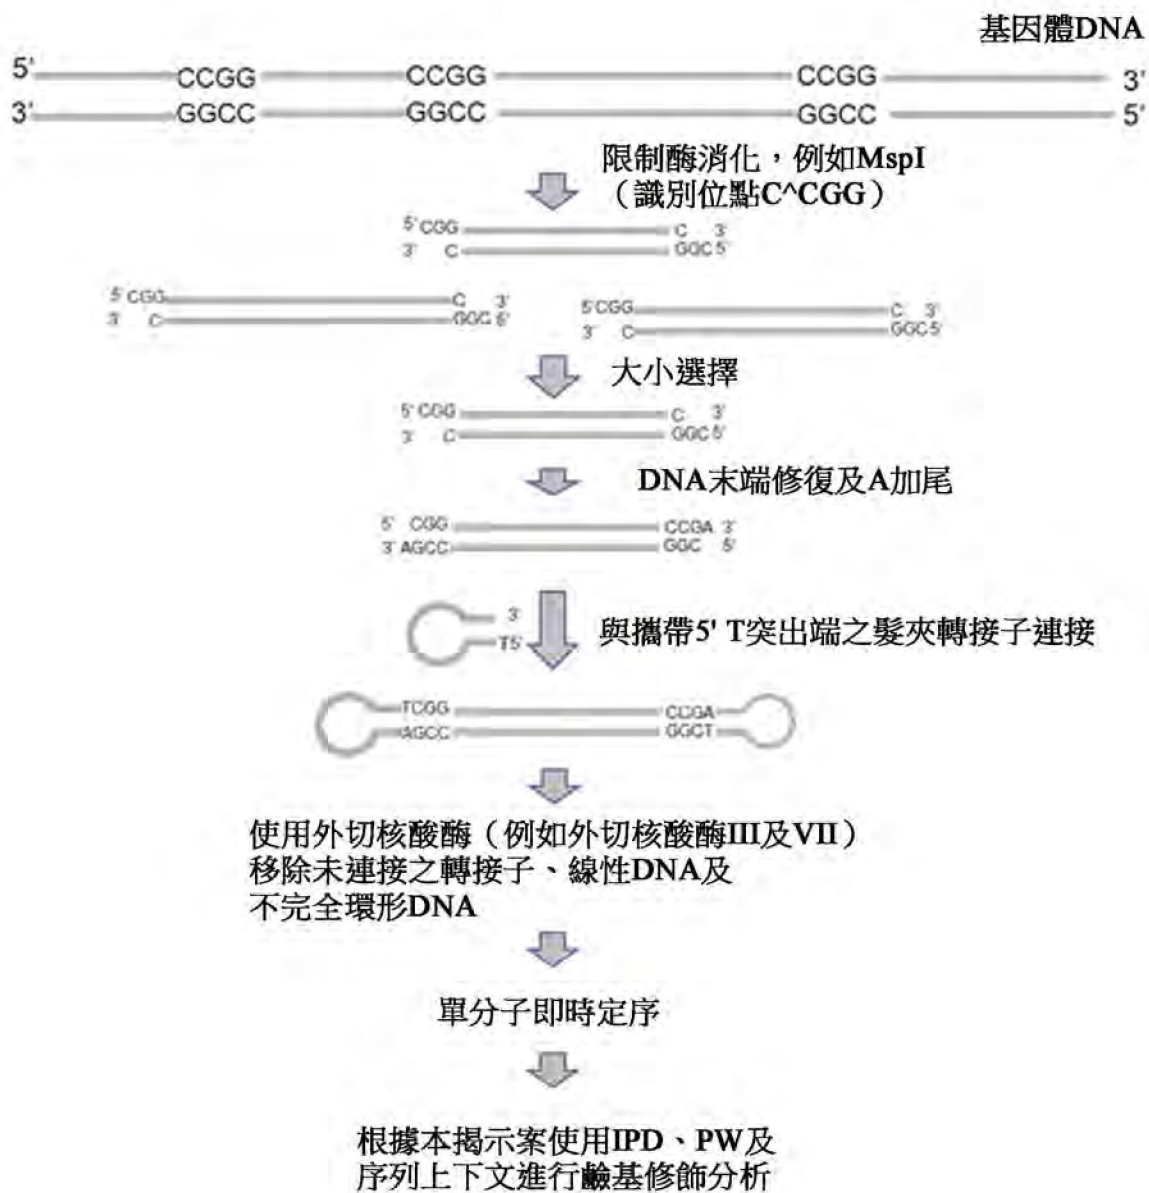 基因體DNA
5' CCGG CCGG CCGG 3'
3' GGCC GGCC GGCC 5'
限制酶消化，例如MspI
（識別位點C^CGG）
5' CGG C 3'
3' C GGC 5'
5' CGG C 3'
3' C GGC 5'
5' CGG C 3'
3' C GGC 5'
大小選擇
5' CGG C 3'
3' C GGC 5'
DNA末端修復及A加尾
5' CGG CCGA 3'
3' AGCC GGC 5'
3'
T5'
與攜帶5' T突出端之髮夾轉接子連接
TCGG CCGA
AGCC GGCT
使用外切核酸酶（例如外切核酸酶III及VII）
移除未連接之轉接子、線性DNA及
不完全環形DNA
單分子即時定序
根據本揭示案使用IPD、PW及
序列上下文進行鹼基修飾分析